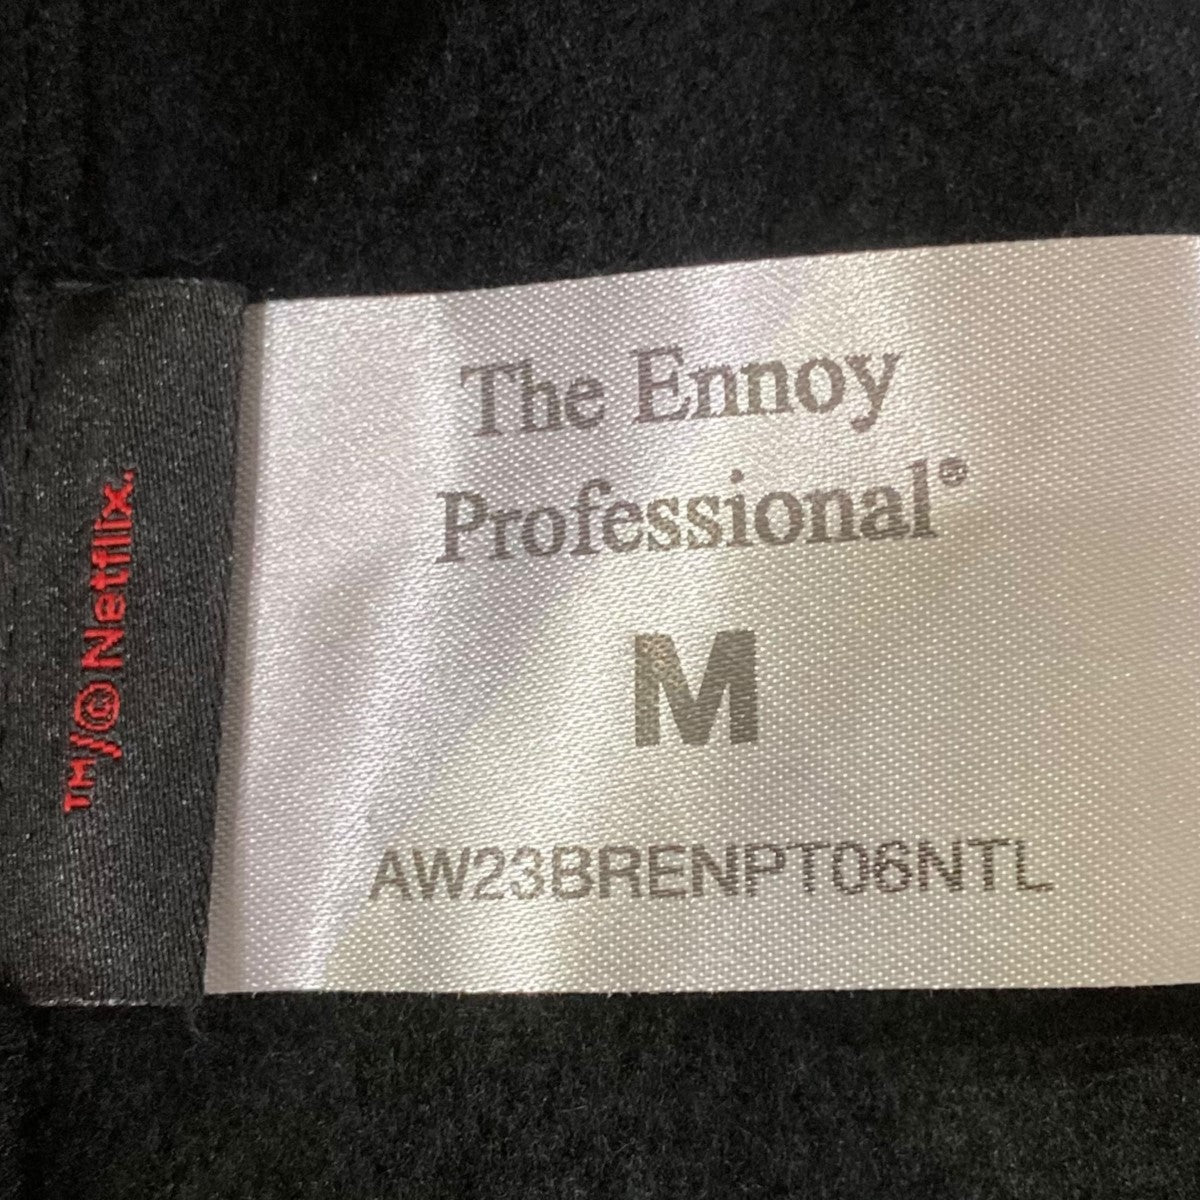 The Ennoy
Professional®
M
AW23BRENPT06NTL
™/©Netflix.